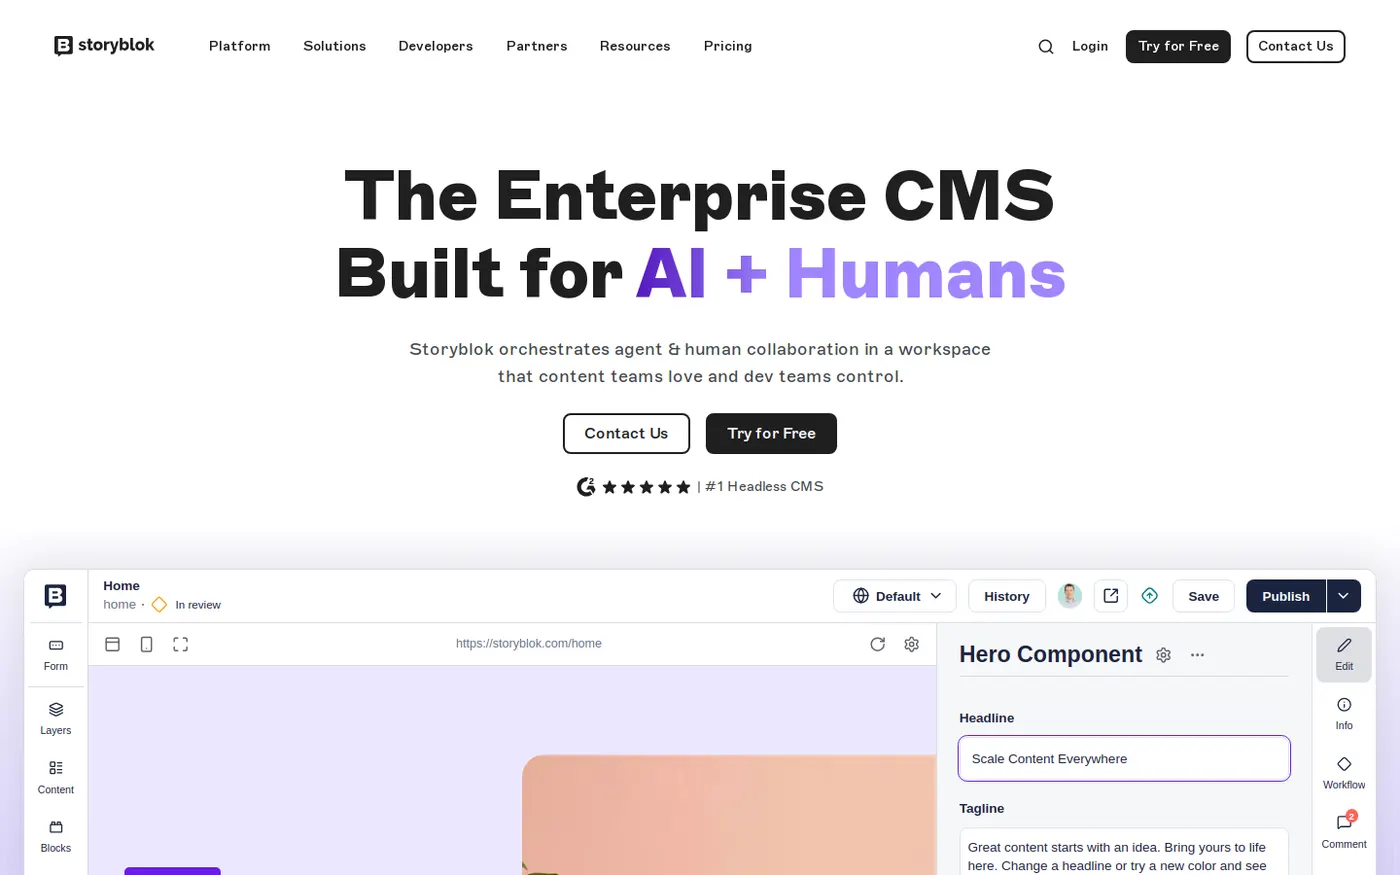 storyblok
Platform
Solutions
Developers
Partners
Resources
Pricing
Login
Try for Free
Contact Us
The Enterprise CMS
Built for AI + Humans
Storyblok orchestrates agent & human collaboration in a workspace
that content teams love and dev teams control.
Contact Us
Try for Free
| #1 Headless CMS
Home
home · In review
Default
History
Save
Publish
Form
Layers
Content
Blocks
https://storyblok.com/home
Hero Component
Headline
Scale Content Everywhere
Tagline
Great content starts with an idea. Bring yours to life
here. Change a headline or try a new color and see
Edit
Info
Workflow
2
Comment